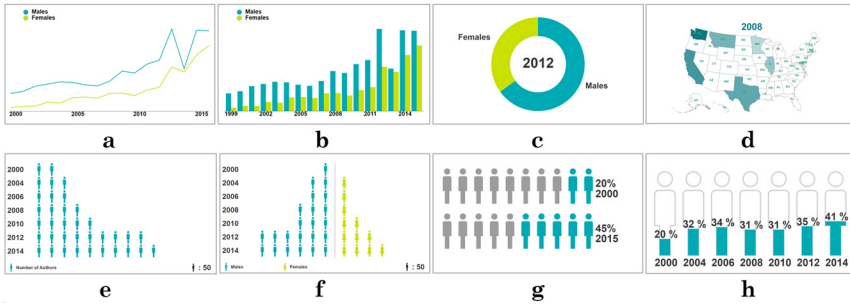 Males
Females
2000 2005 2010 2015
a
Males
Females
1999 2002 2005 2008 2011 2014
b
Females
2012
Males
c
2008
d
2000
2004
2006
2008
2010
2012
2014
Number of Authors : 50
e
2000
2004
2006
2008
2010
2012
2014
Males Females : 50
f
20%
2000
45%
2015
g
20 % 32 % 34 % 31 % 31 % 35 % 41 %
2000 2004 2006 2008 2010 2012 2014
h